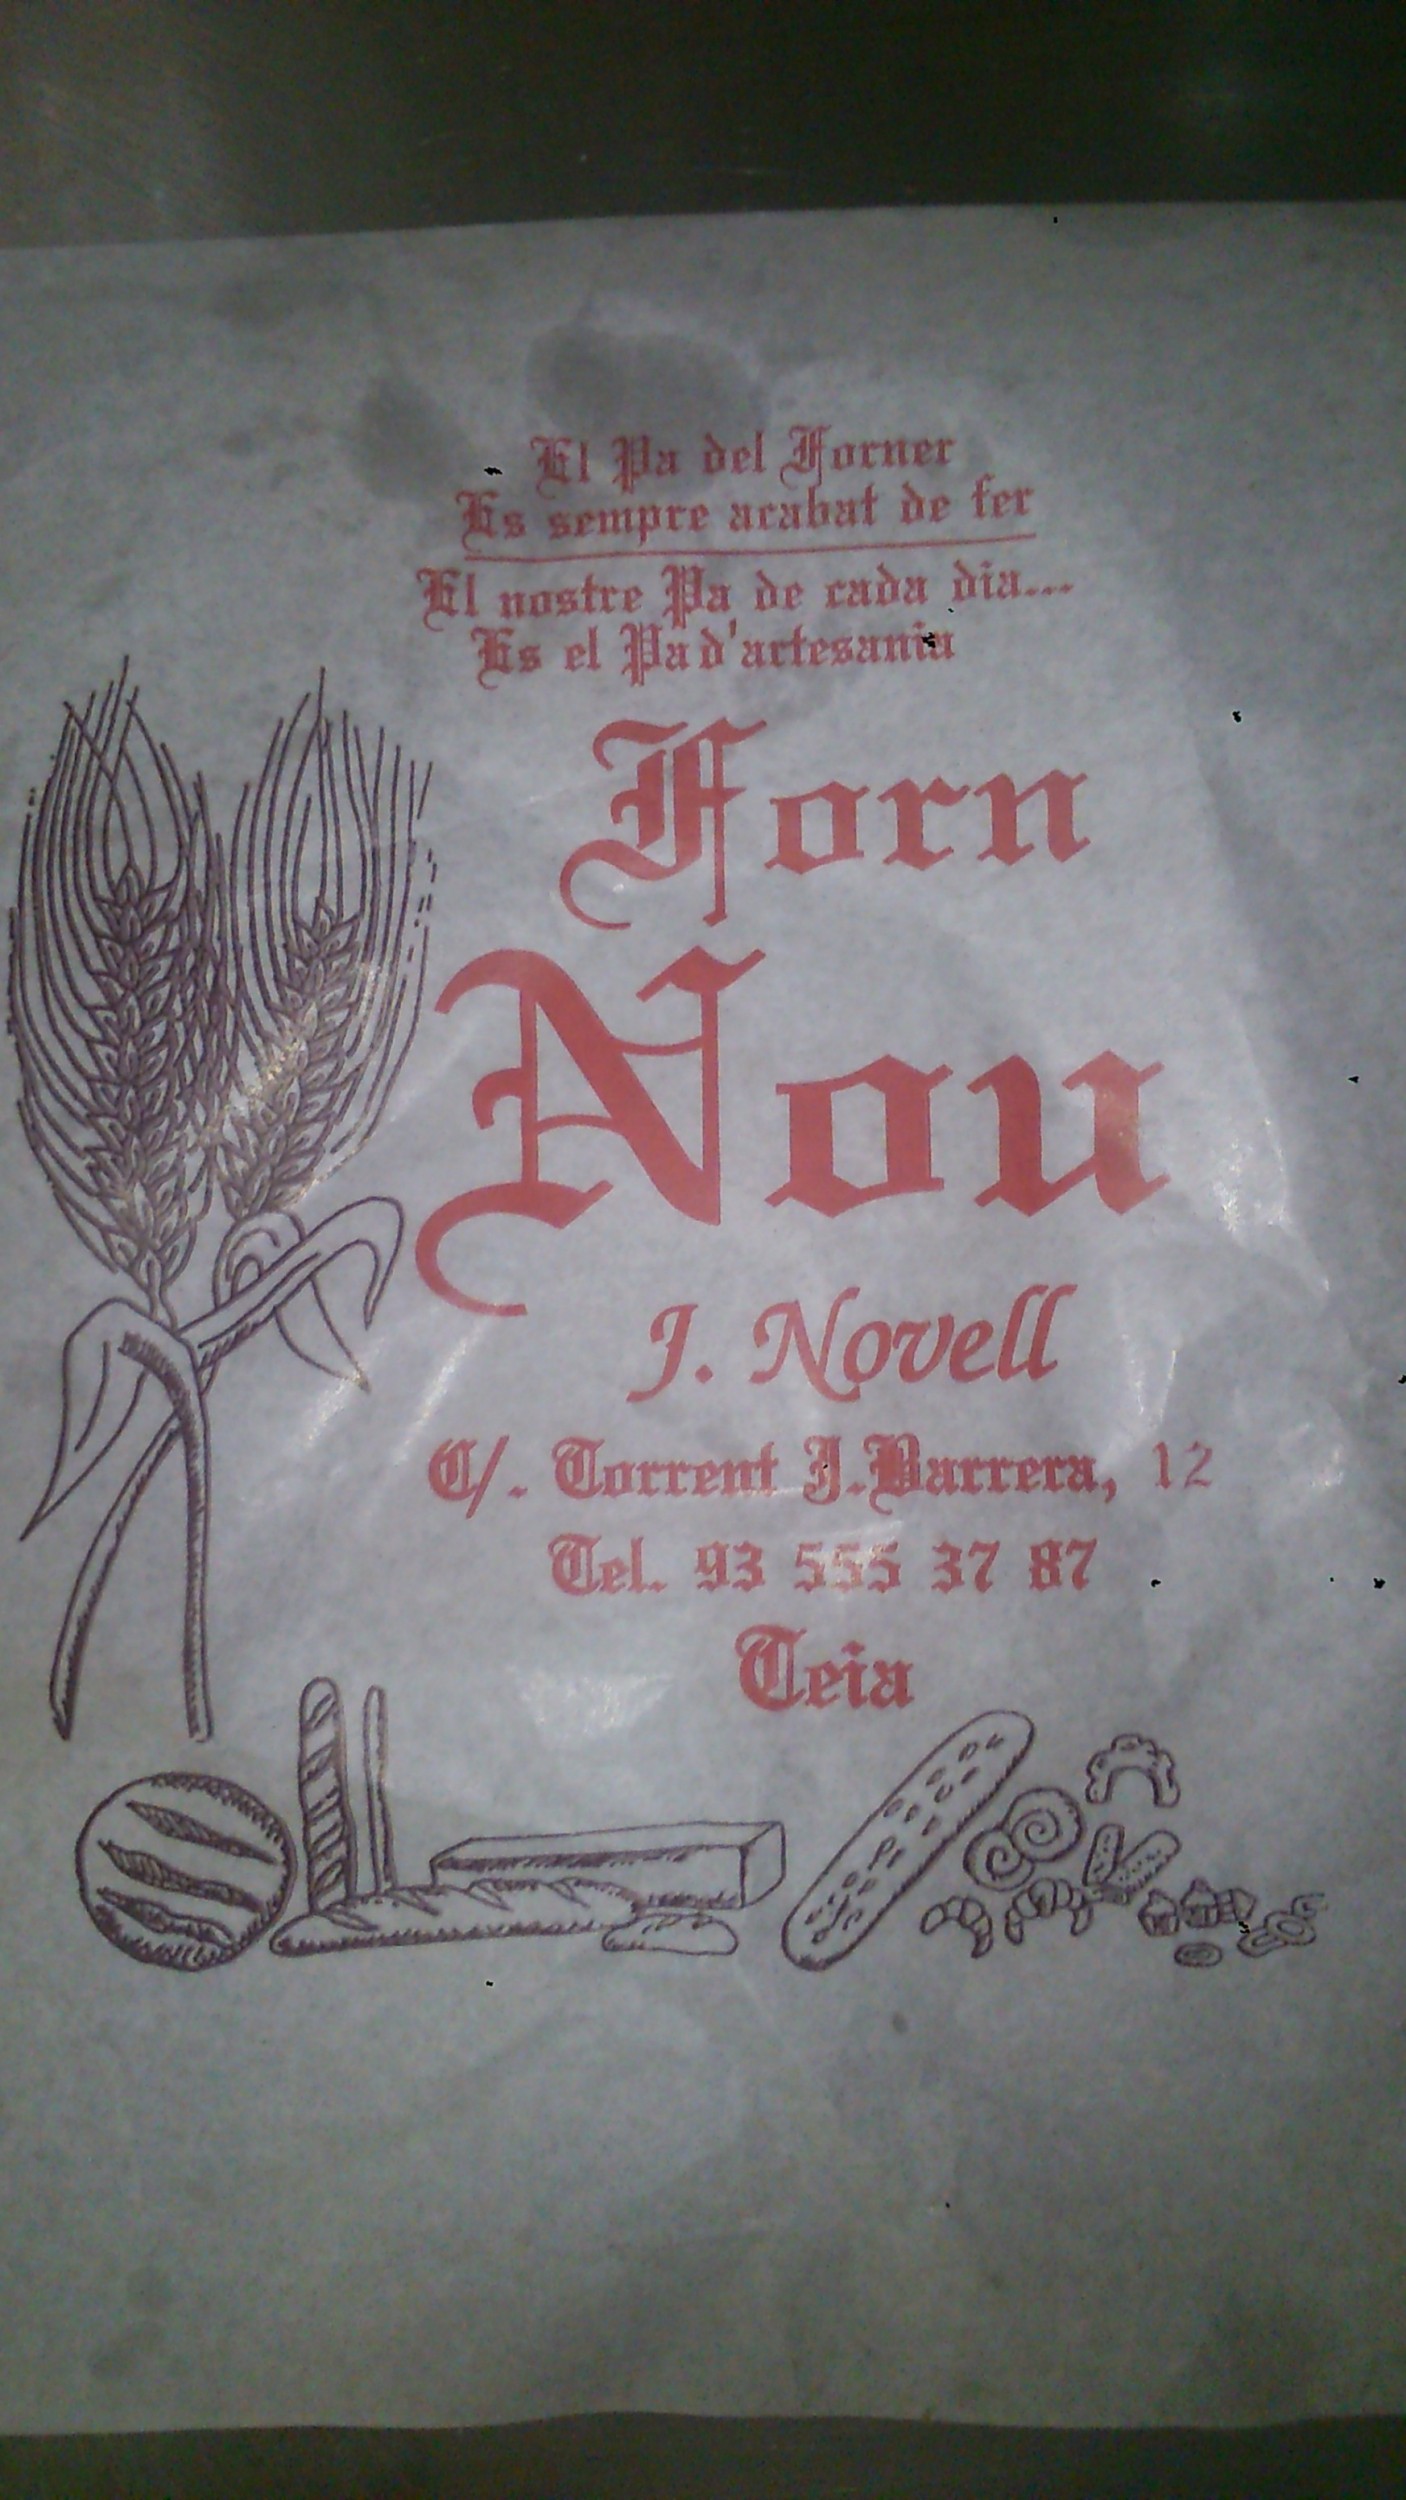 El Pa del Forner
Es sempre acabat de fer
El nostre Pa de cada dia...
Es el Pa d'artesania
Forn
Nou
J. Novell
C/. Torrent J.Barrera, 12
Tel. 93 555 37 87
Teia